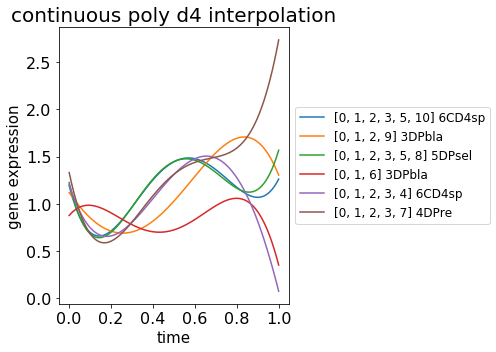 continuous poly d4 interpolation
gene expression
2.5
2.0
1.5
1.0
0.5
0.0
0.0 0.2 0.4 0.6 0.8 1.0
time
[0, 1, 2, 3, 5, 10] 6CD4sp
[0, 1, 2, 9] 3DPbla
[0, 1, 2, 3, 5, 8] 5DPsel
[0, 1, 6] 3DPbla
[0, 1, 2, 3, 4] 6CD4sp
[0, 1, 2, 3, 7] 4DPre